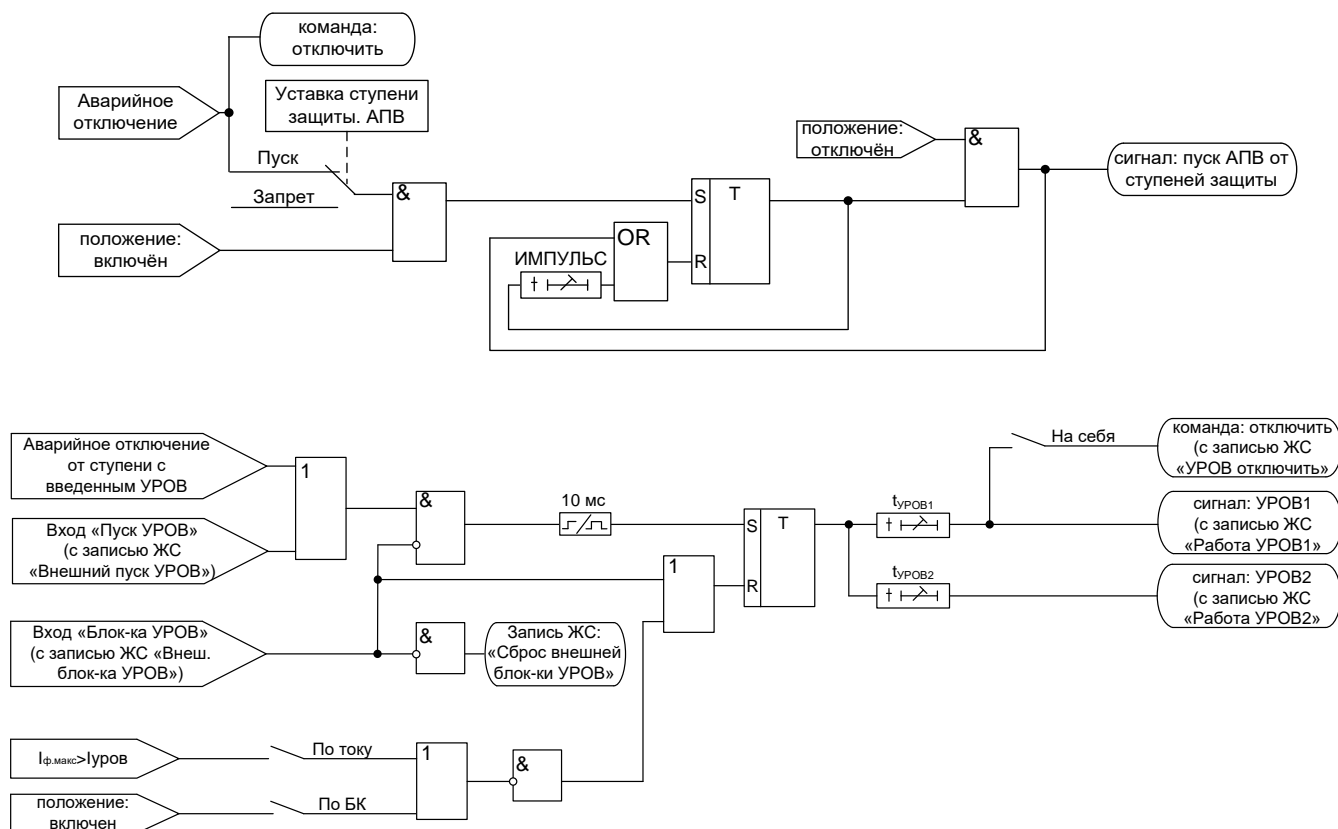 команда:
отключить
Аварийное
отключение
Уставка ступени
защиты. АПВ
Пуск
Запрет
&
положение:
включён
S
T
R
OR
ИМПУЛЬС
t
положение:
отключён
&
сигнал: пуск АПВ от
ступеней защиты
Аварийное отключение
от ступени с
введенным УРОВ
1
Вход «Пуск УРОВ»
(с записью ЖС
«Внешний пуск УРОВ»)
&
10 мс
S
T
R
1
Вход «Блок-ка УРОВ»
(с записью ЖС «Внеш.
блок-ка УРОВ»)
&
Запись ЖС:
«Сброс внешней
блок-ки УРОВ»
tУРОВ1
t
На себя
команда: отключить
(с записью ЖС
«УРОВ отключить»
сигнал: УРОВ1
(с записью ЖС
«Работа УРОВ1»
tУРОВ2
t
сигнал: УРОВ2
(с записью ЖС
«Работа УРОВ2»
Iф.макс>Iуров
По току
1
&
положение:
включен
По БК